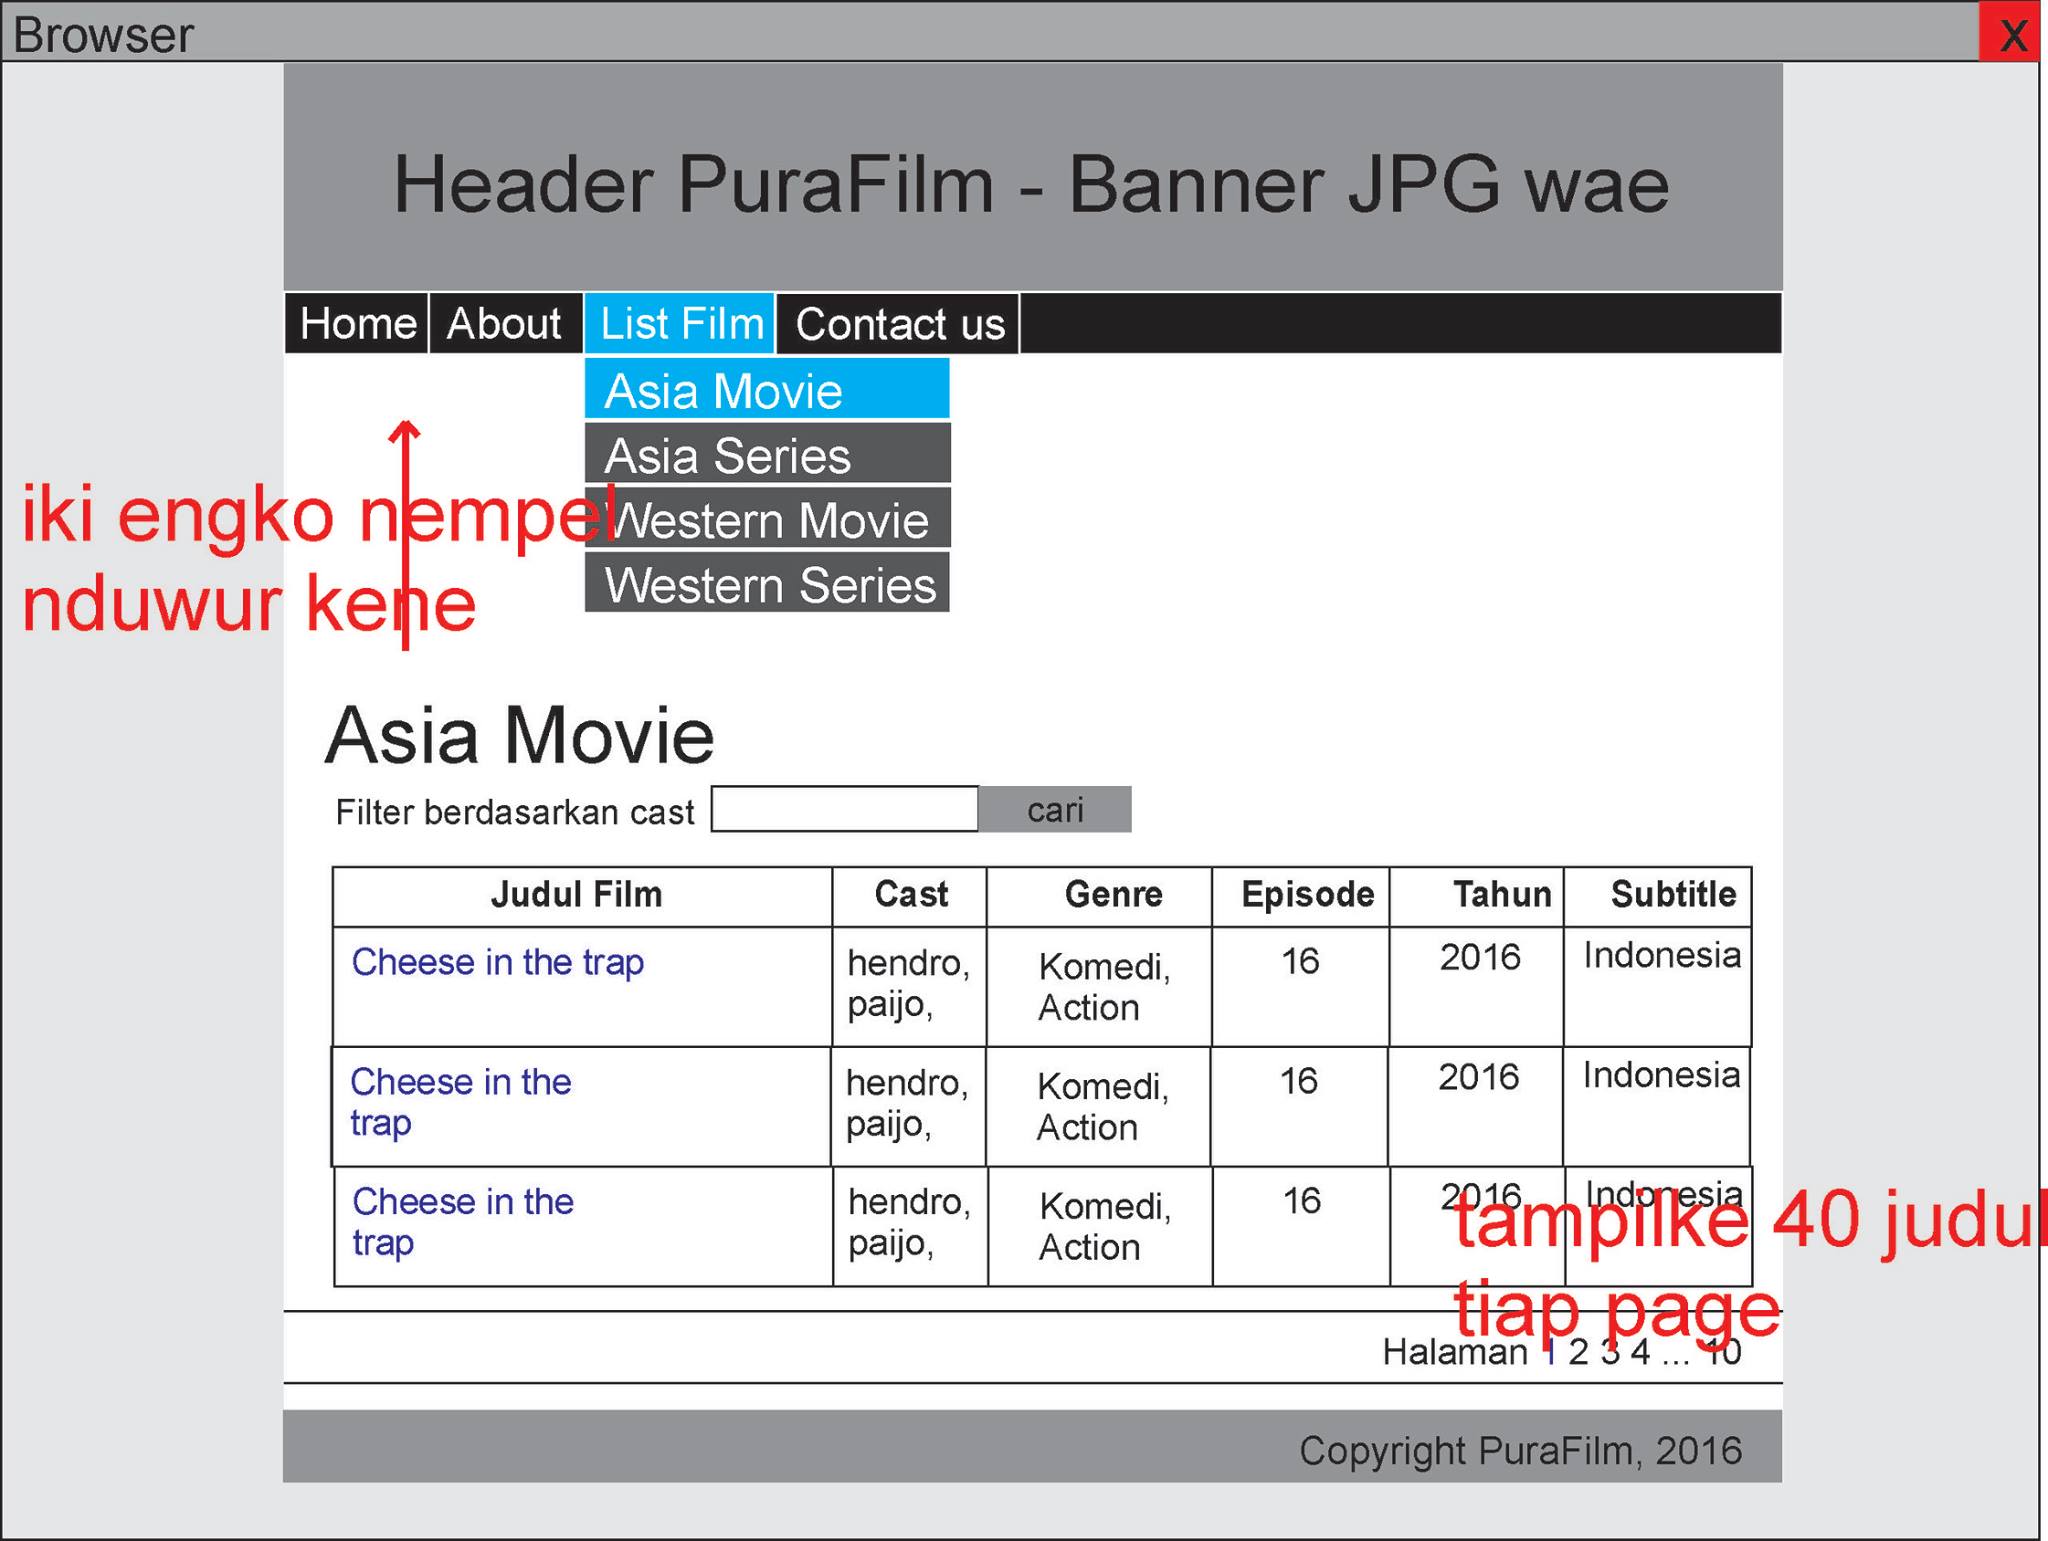 Browser
X
Header PuraFilm - Banner JPG wae
Home About List Film Contact us
Asia Movie
Asia Series
Western Movie
Western Series
iki engko nempel
nduwur kene
Asia Movie
Filter berdasarkan cast cari
Judul Film Cast Genre Episode Tahun Subtitle
Cheese in the trap
hendro,
paijo,
Komedi,
Action
16
2016
Indonesia
Cheese in the
trap
hendro,
paijo,
Komedi,
Action
16
2016
Indonesia
Cheese in the
trap
hendro,
paijo,
Komedi,
Action
16
2016
Indonesia
tampilke 40 judul
tiap page
Halaman 1 2 3 4 ... 10
Copyright PuraFilm, 2016